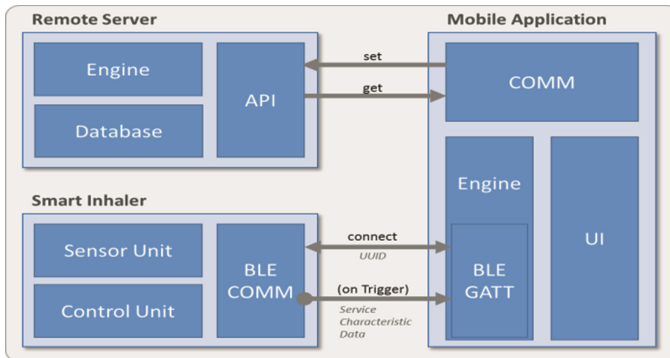 Remote Server
Engine
Database
API
set
get
Mobile Application
COMM
Engine
BLE
GATT
UI
Smart Inhaler
Sensor Unit
Control Unit
BLE
COMM
connect
UUID
(on Trigger)
Service
Characteristic
Data